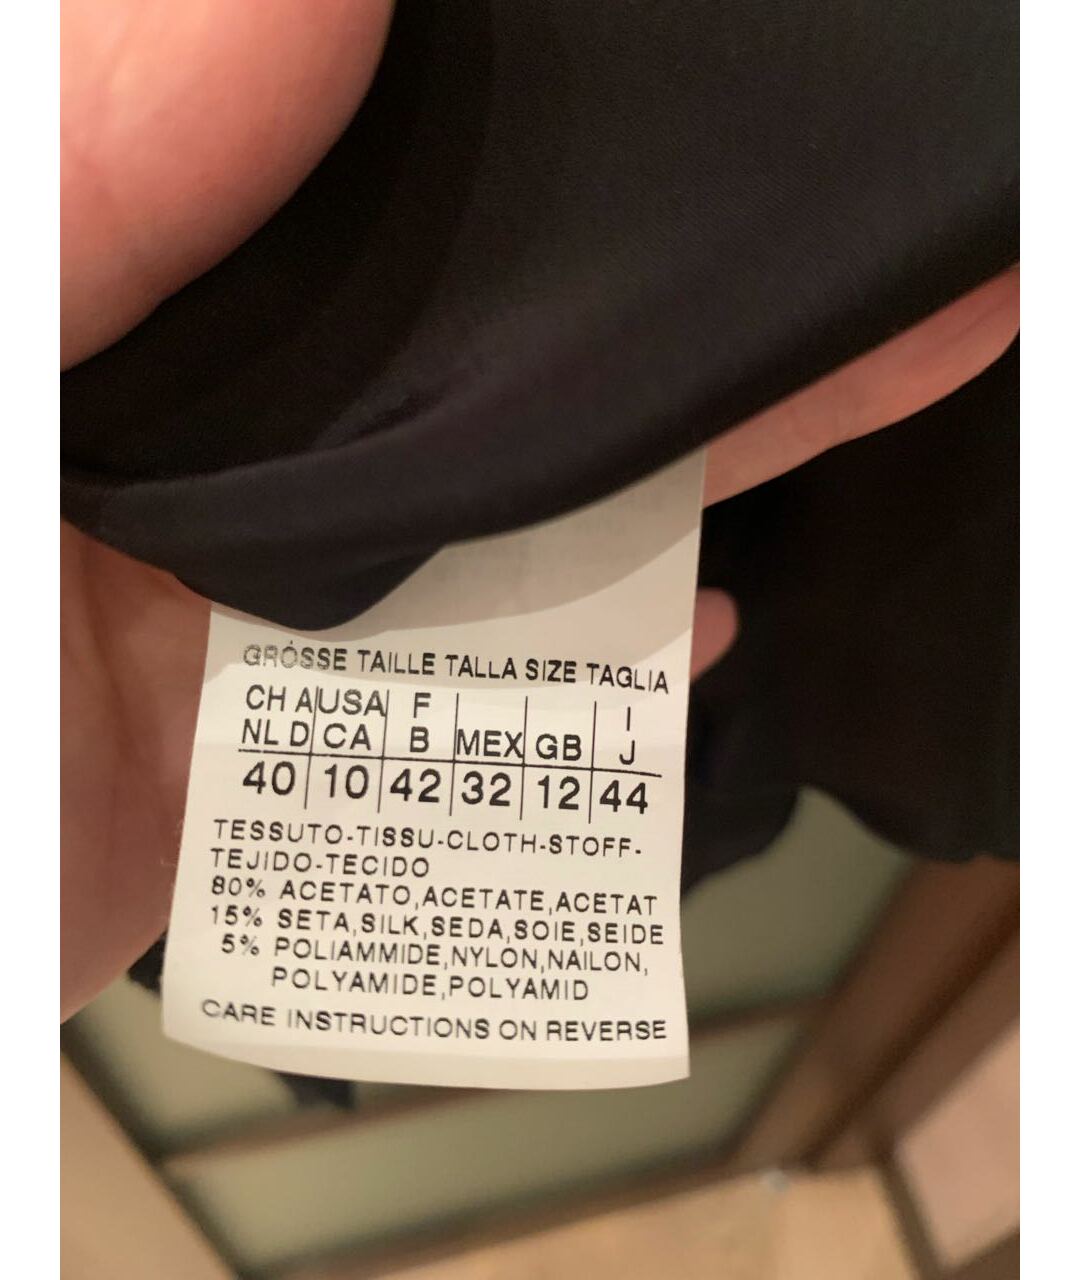 GRÖSSE TAILLE TALLA SIZE TAGLIA
CH A USA F I
NL D CA B MEX GB J
40 10 42 32 12 44
TESSUTO-TISSU-CLOTH-STOFF-
TEJIDO-TECIDO
80% ACETATO,ACETATE,ACETAT
15% SETA,SILK,SEDA,SOIE,SEIDE
5% POLIAMMIDE,NYLON,NAILON,
POLYAMIDE,POLYAMID
CARE INSTRUCTIONS ON REVERSE